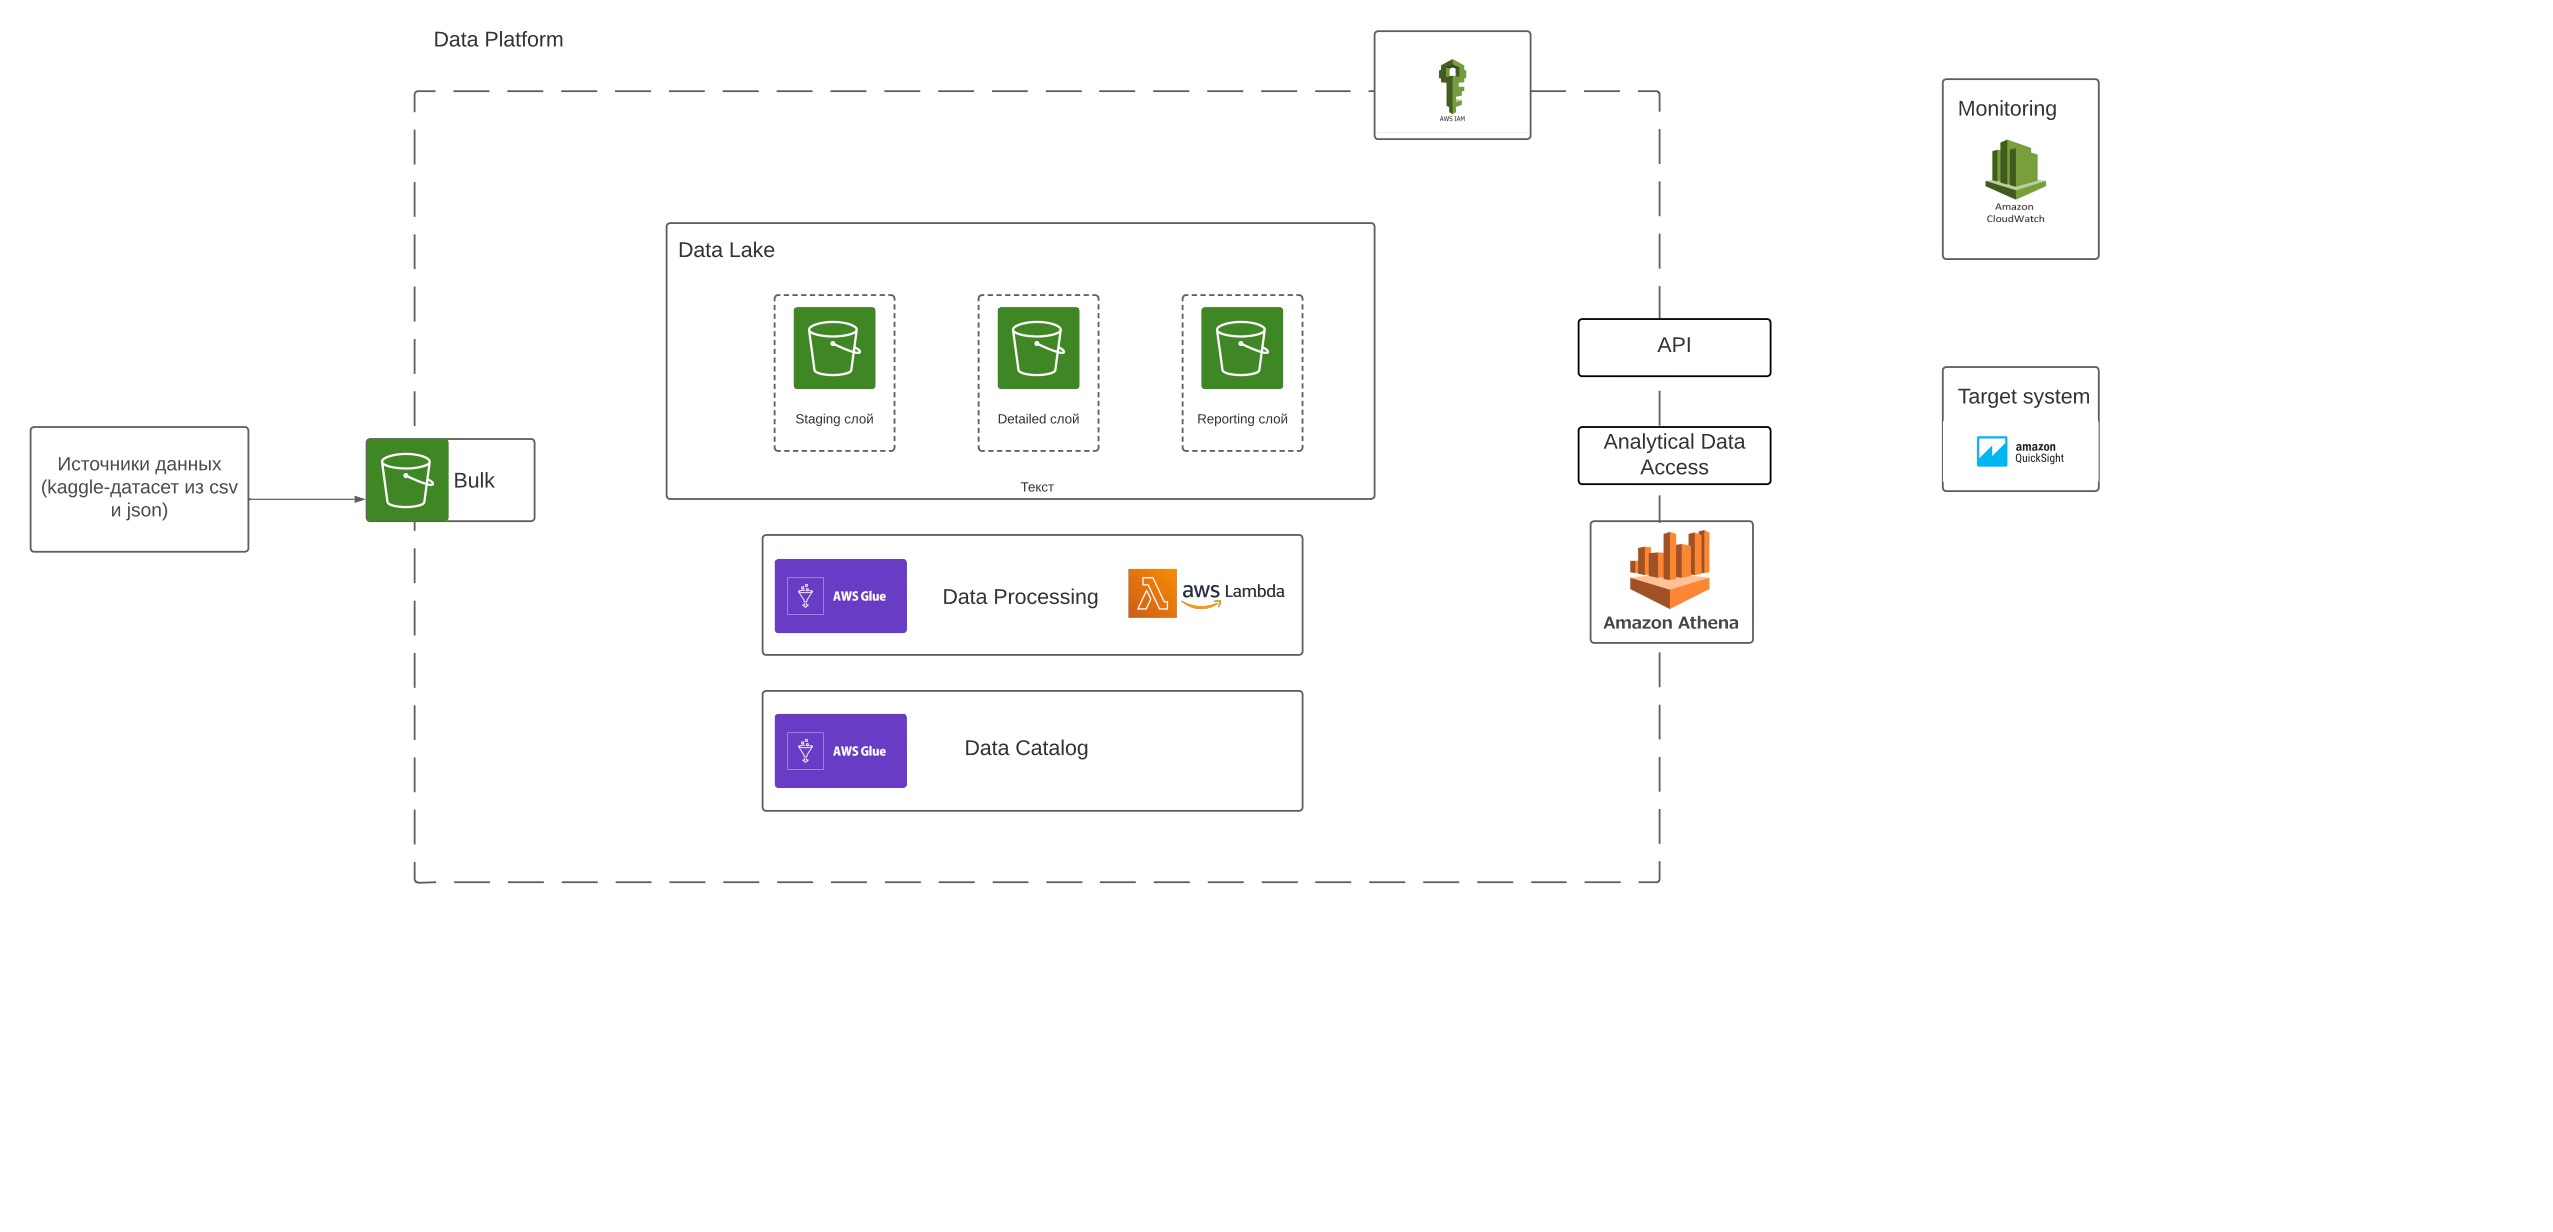 Data Platform
AWS IAM
Monitoring
Amazon
CloudWatch
Data Lake
Staging слой
Detailed слой
Reporting слой
Текст
API
Analytical Data
Access
Target system
amazon
QuickSight
Источники данных
(kaggle-датасет из csv
и json)
Bulk
AWS Glue
Data Processing
aws Lambda
Amazon Athena
AWS Glue
Data Catalog